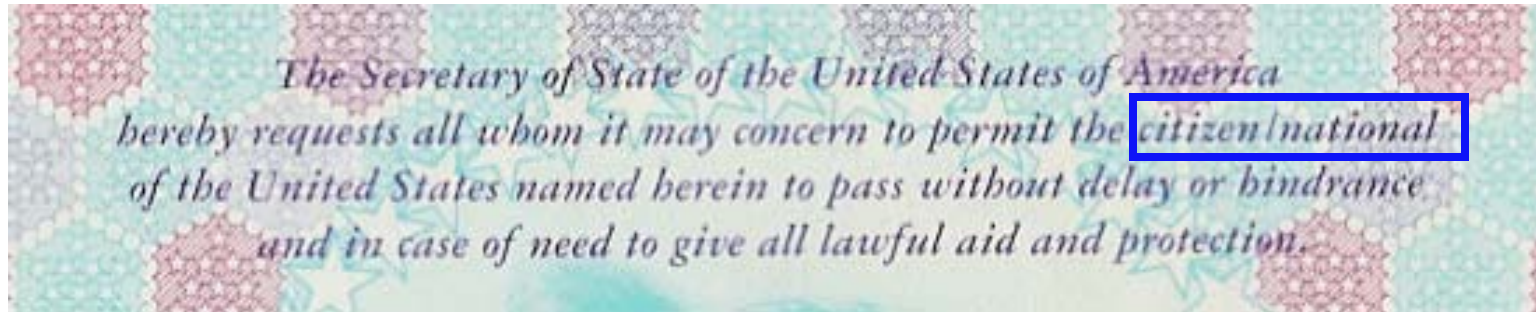 The Secretary of State of the United States of America
hereby requests all whom it may concern to permit the citizen/national
of the United States named herein to pass without delay or hindrance
and in case of need to give all lawful aid and protection.